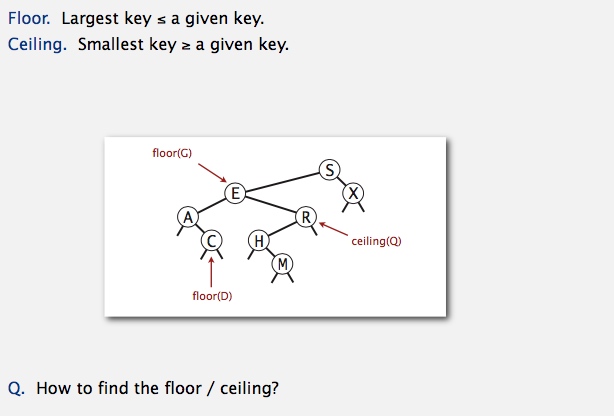 Floor. Largest key ≤ a given key.
Ceiling. Smallest key ≥ a given key.
floor(G)
S
E
X
A
R
C
H
ceiling(Q)
M
floor(D)
Q. How to find the floor / ceiling?